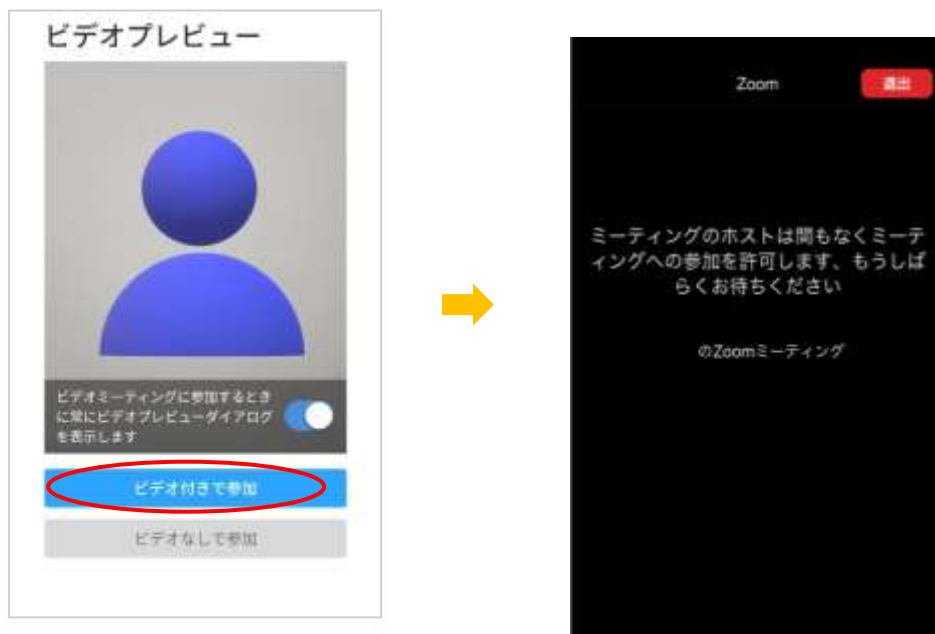 ビデオプレビュー
ビデオミーティングに参加するとき
に常にビデオプレビューダイアログ
を表示します
ビデオ付きで参加
ビデオなしで参加
Zoom
退出
ミーティングのホストは間もなくミーテ
ィングへの参加を許可します、もうしば
らくお待ちください
のZoomミーティング